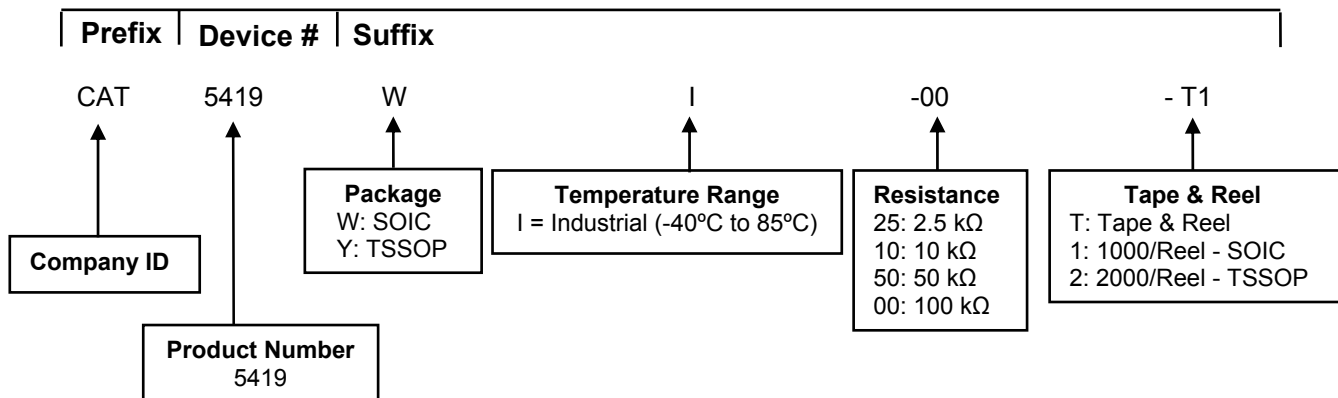 Prefix Device # Suffix
CAT 5419 W I -00 - T1
Package
W: SOIC
Y: TSSOP
Temperature Range
I = Industrial (-40ºC to 85ºC)
Resistance
25: 2.5 kΩ
10: 10 kΩ
50: 50 kΩ
00: 100 kΩ
Tape & Reel
T: Tape & Reel
1: 1000/Reel - SOIC
2: 2000/Reel - TSSOP
Company ID
Product Number
5419